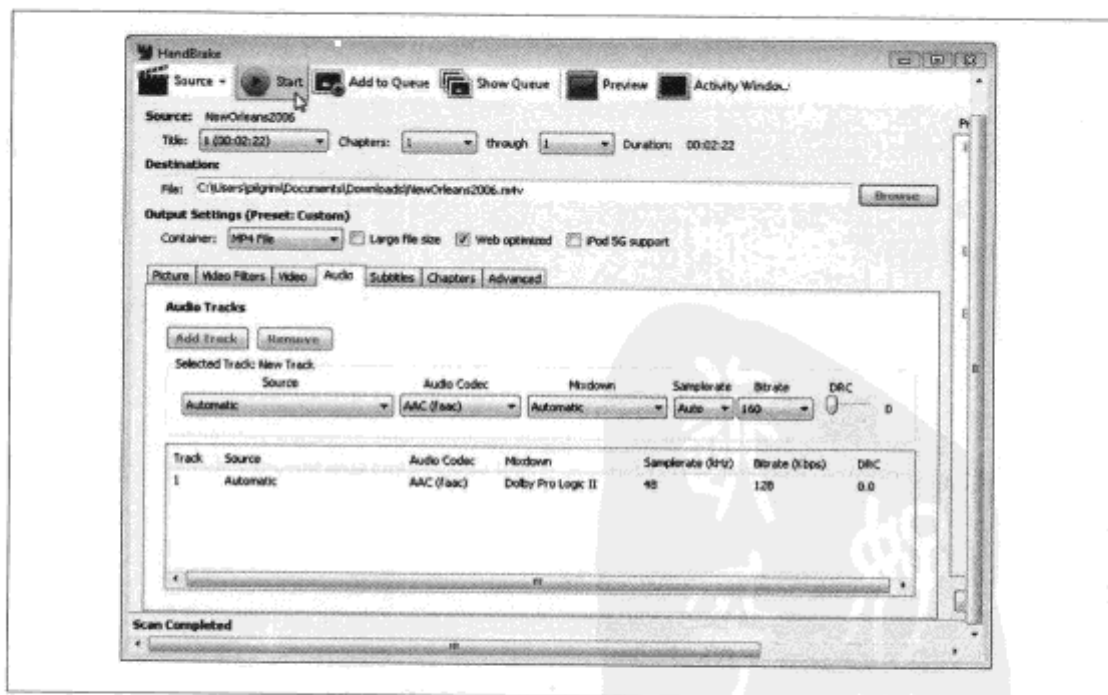 HandBrake
Source Start Add to Queue Show Queue Preview Activity Window
Source: NewOrleans2006
Title: 1 (00:02:22) Chapters: 1 through 1 Duration: 00:02:22
Destination:
File: C:\Users\pilgrim\Documents\Downloads\NewOrleans2006.m4v Browse
Output Settings (Preset: Custom)
Container: MP4 File Large file size Web optimized iPod 5G support
Picture Video Filters Video Audio Subtitles Chapters Advanced
Audio Tracks
Add Track Remove
Selected Track: New Track
Source Audio Codec Mixdown Samplerate Bitrate DRC
Automatic AAC (faac) Automatic Auto 160 0
Track Source Audio Codec Mixdown Samplerate (kHz) Bitrate (Kbps) DRC
1 Automatic AAC (faac) Dolby Pro Logic II 48 128 0.0
Scan Completed